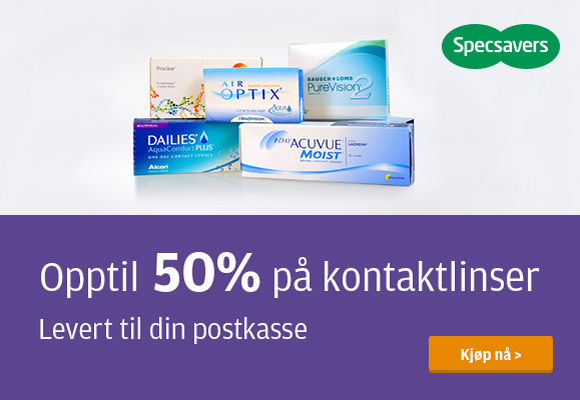 Specsavers
Proclear
AIR
OPTIX
AQUA
BAUSCH + LOMB
PureVision 2
DAILIES
AquaComfort PLUS
ONE-DAY CONTACT LENSES
Alcon
1-DAY ACUVUE
MOIST
Opptil 50% på kontaktlinser
Levert til din postkasse
Kjøp nå >